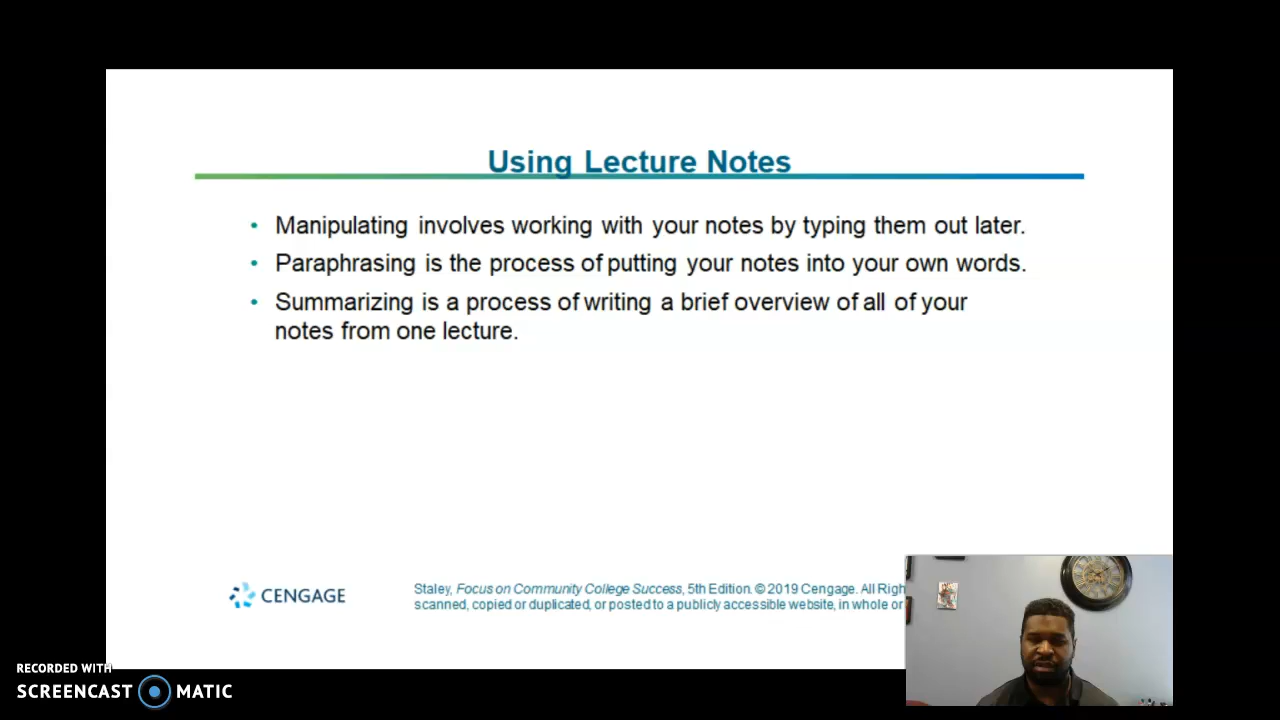 Using Lecture Notes
• Manipulating involves working with your notes by typing them out later.
• Paraphrasing is the process of putting your notes into your own words.
• Summarizing is a process of writing a brief overview of all of your
notes from one lecture.
CENGAGE
Staley, Focus on Community College Success, 5th Edition. © 2019 Cengage. All Righ
scanned, copied or duplicated, or posted to a publicly accessible website, in whole or
RECORDED WITH
SCREENCAST MATIC